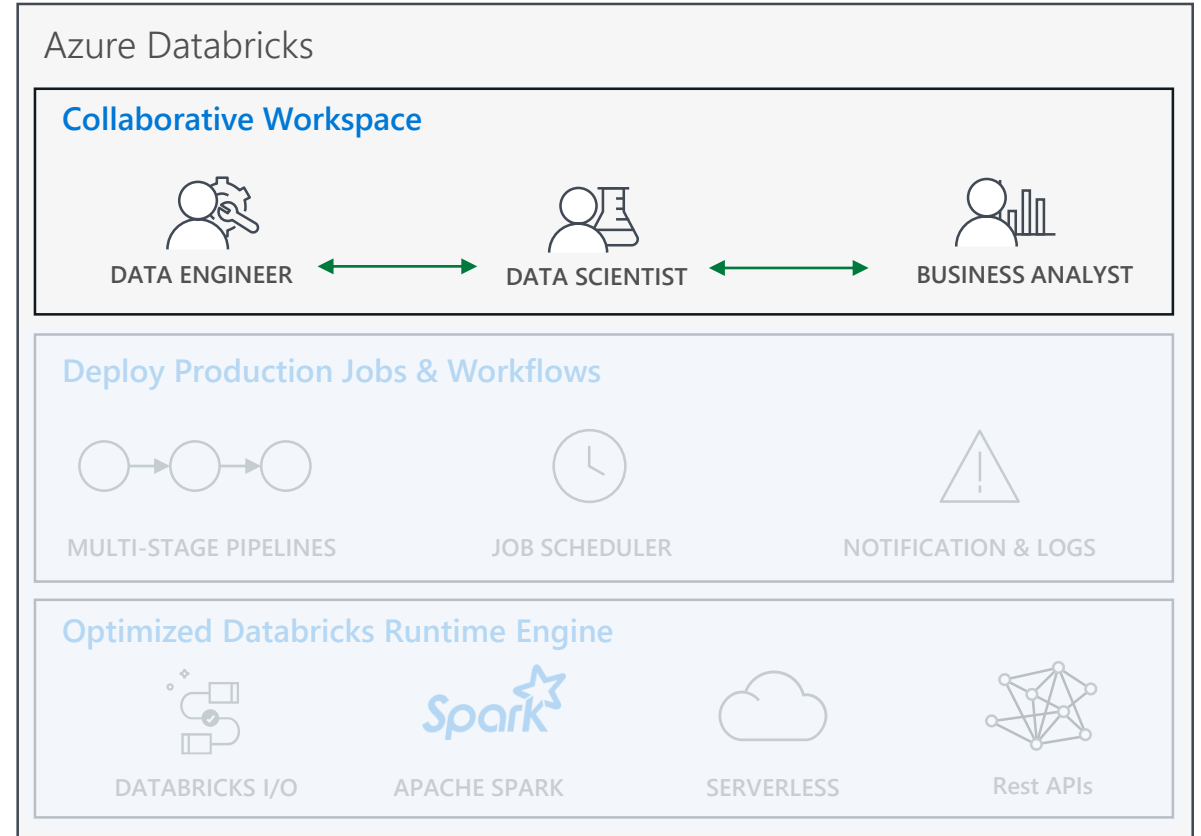 Azure Databricks
Collaborative Workspace
DATA ENGINEER
DATA SCIENTIST
BUSINESS ANALYST
Deploy Production Jobs & Workflows
MULTI-STAGE PIPELINES
JOB SCHEDULER
NOTIFICATION & LOGS
Optimized Databricks Runtime Engine
Spark
DATABRICKS I/O
APACHE SPARK
SERVERLESS
Rest APIs